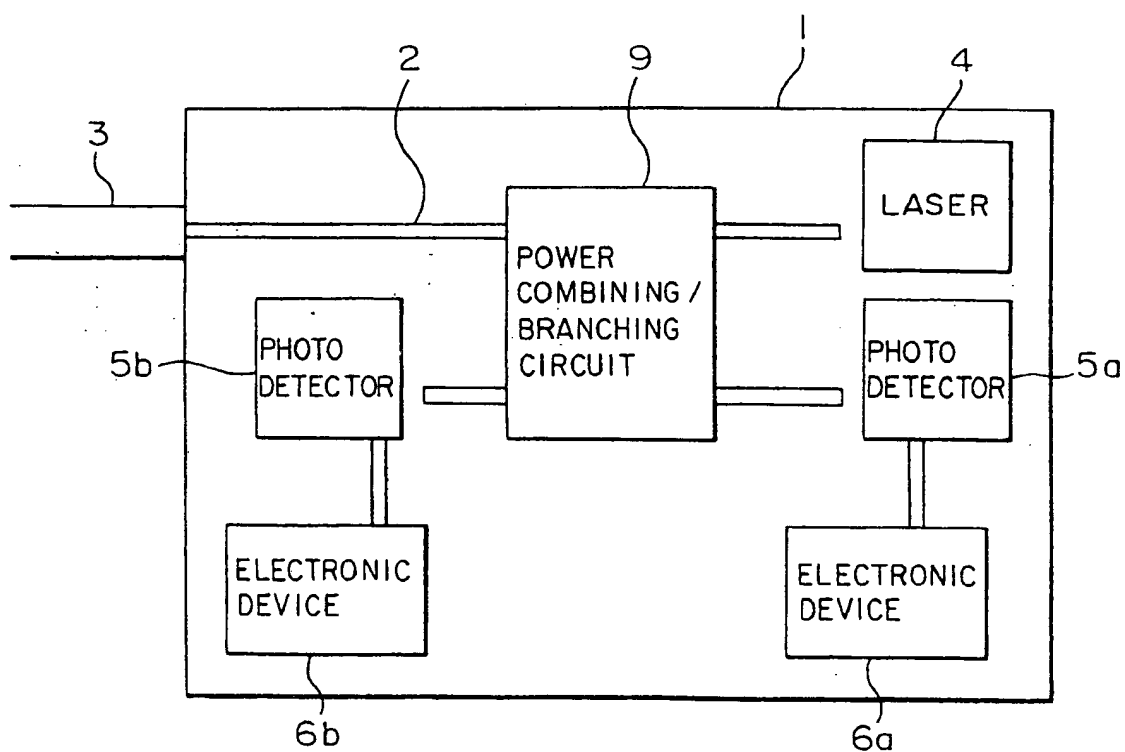 1
9
4
3
2
LASER
POWER
COMBINING/
BRANCHING
CIRCUIT
PHOTO
DETECTOR
5b
PHOTO
DETECTOR
5a
ELECTRONIC
DEVICE
ELECTRONIC
DEVICE
6b
6a